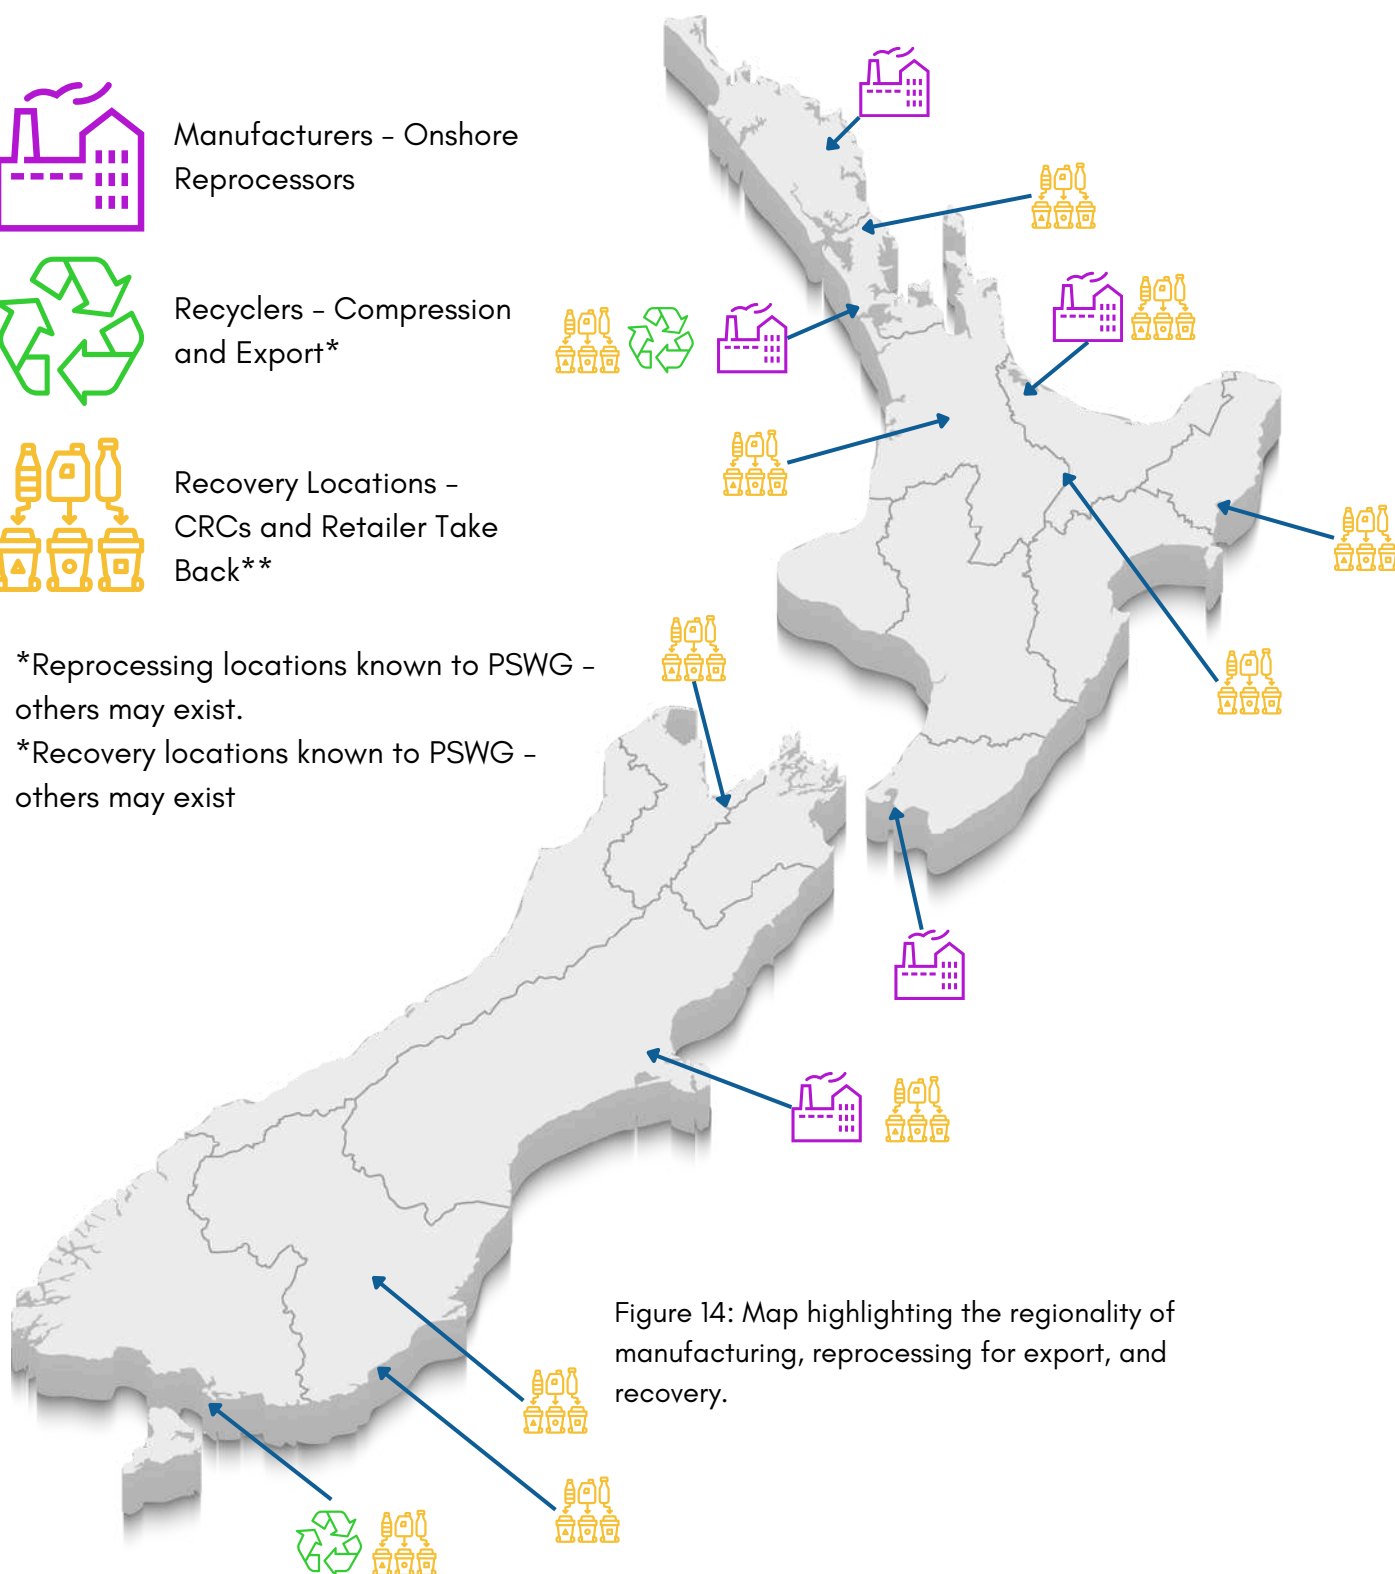 Manufacturers - Onshore
Reprocessors
Recyclers - Compression
and Export*
Recovery Locations -
CRCs and Retailer Take
Back**
*Reprocessing locations known to PSWG -
others may exist.
*Recovery locations known to PSWG -
others may exist
Figure 14: Map highlighting the regionality of
manufacturing, reprocessing for export, and
recovery.